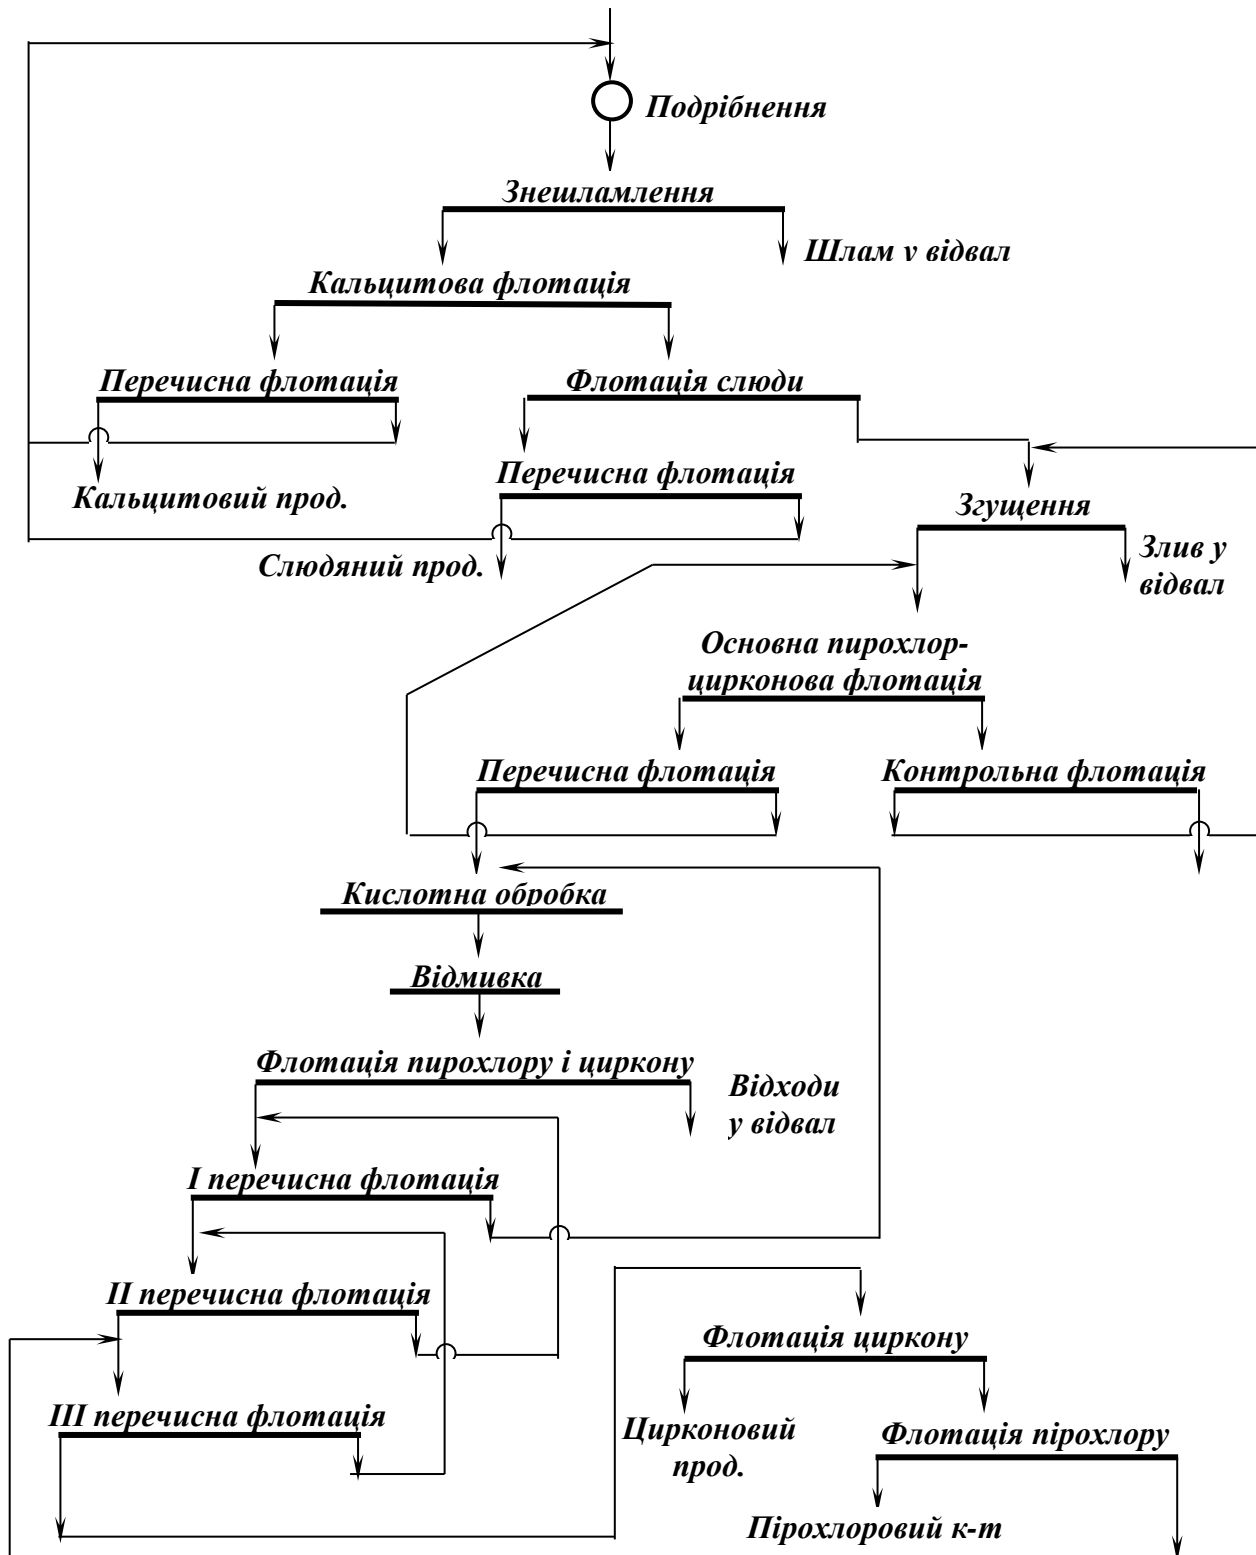 Подрібнення
Знешламлення
Шлам v відвал
Кальцитова флотація
Перечисна флотація
Флотація слюди
Перечисна флотація
Кальцитовий прод.
Згущення
Злив у
відвал
Слюдяний прод.
Основна пирохлор-
цирконова флотація
Перечисна флотація
Контрольна флотація
Кислотна обробка
Відмивка
Флотація пирохлору і циркону
Відходи
у відвал
I перечисна флотація
II перечисна флотація
Флотація циркону
III перечисна флотація
Цирконовий
прод.
Флотація пірохлору
Пірохлоровий к-т